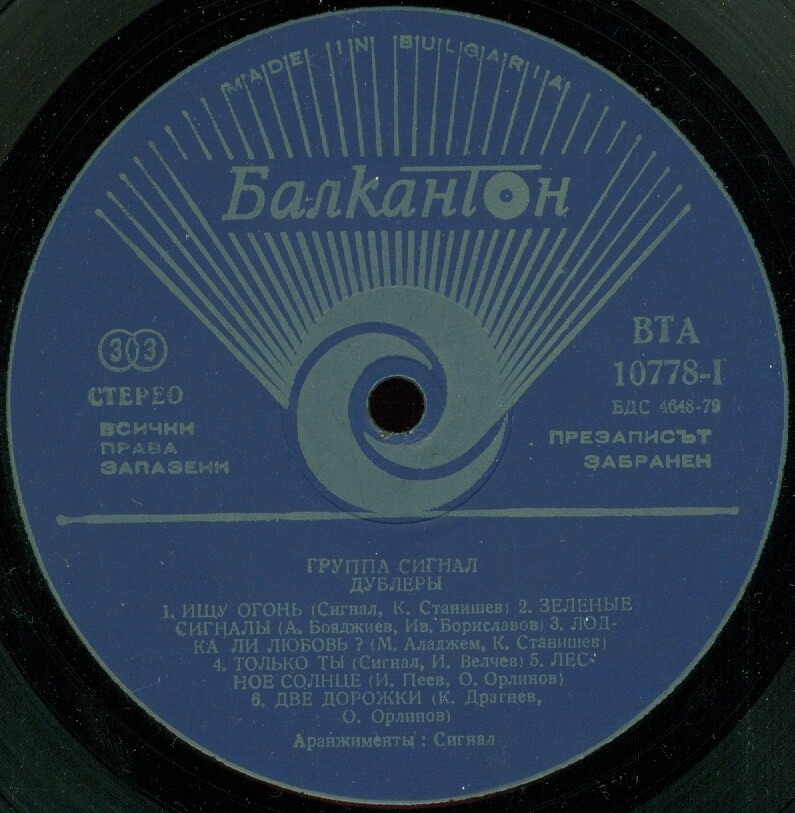 MADE IN BULGARIA
Балкантон
33
СТЕРЕО
ВСИЧКИ
ПРАВА
ЗАПАЗЕНИ
ВТА
10778-I
БДС 4648-79
ПРЕЗАПИСЪТ
ЗАБРАНЕН
ГРУППА СИГНАЛ
ДУБЛЕРЫ
1. ИЩУ ОГОНЬ (Сигнал, К. Станишев) 2. ЗЕЛЕНЫЕ
СИГНАЛЫ (А. Бояджиев, Ив. Бориславов) 3. ЛОД-
КА ЛИ ЛЮБОВЬ ? (М. Аладжем, К. Станишев)
4. ТОЛЬКО ТЫ (Сигнал, И. Велчев) 5. ЛЕС-
НОЕ СОЛНЦЕ (И. Пеев, О. Орлинов)
6. ДВЕ ДОРОЖКИ (К. Драгнев,
О. Орлинов)
Аранжименты : Сигнал